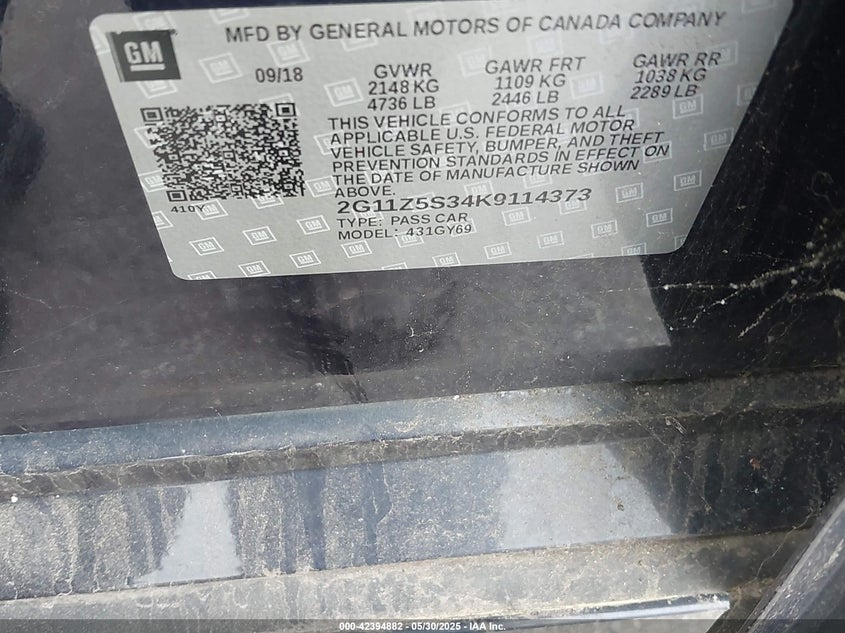 GM
MFD BY GENERAL MOTORS OF CANADA COMPANY
09/18 GVWR GAWR FRT GAWR RR
2148 KG 1109 KG 1038 KG
4736 LB 2446 LB 2289 LB
THIS VEHICLE CONFORMS TO ALL
APPLICABLE U.S. FEDERAL MOTOR
VEHICLE SAFETY, BUMPER, AND THEFT
PREVENTION STANDARDS IN EFFECT ON
THE DATE OF MANUFACTURE SHOWN
ABOVE.
410Y
2G11Z5S34K9114373
TYPE: PASS CAR
MODEL: 431GY69
000-42394882 — 05/30/2025 — IAA Inc.